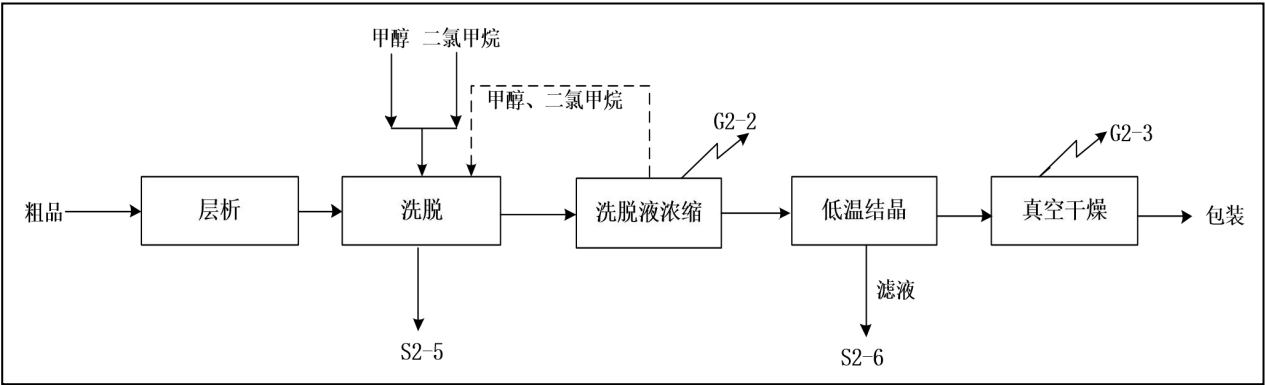 甲醇 二氯甲烷
甲醇、二氯甲烷
G2-2
G2-3
粗品
层析
洗脱
洗脱液浓缩
低温结晶
真空干燥
包装
滤液
S2-5
S2-6